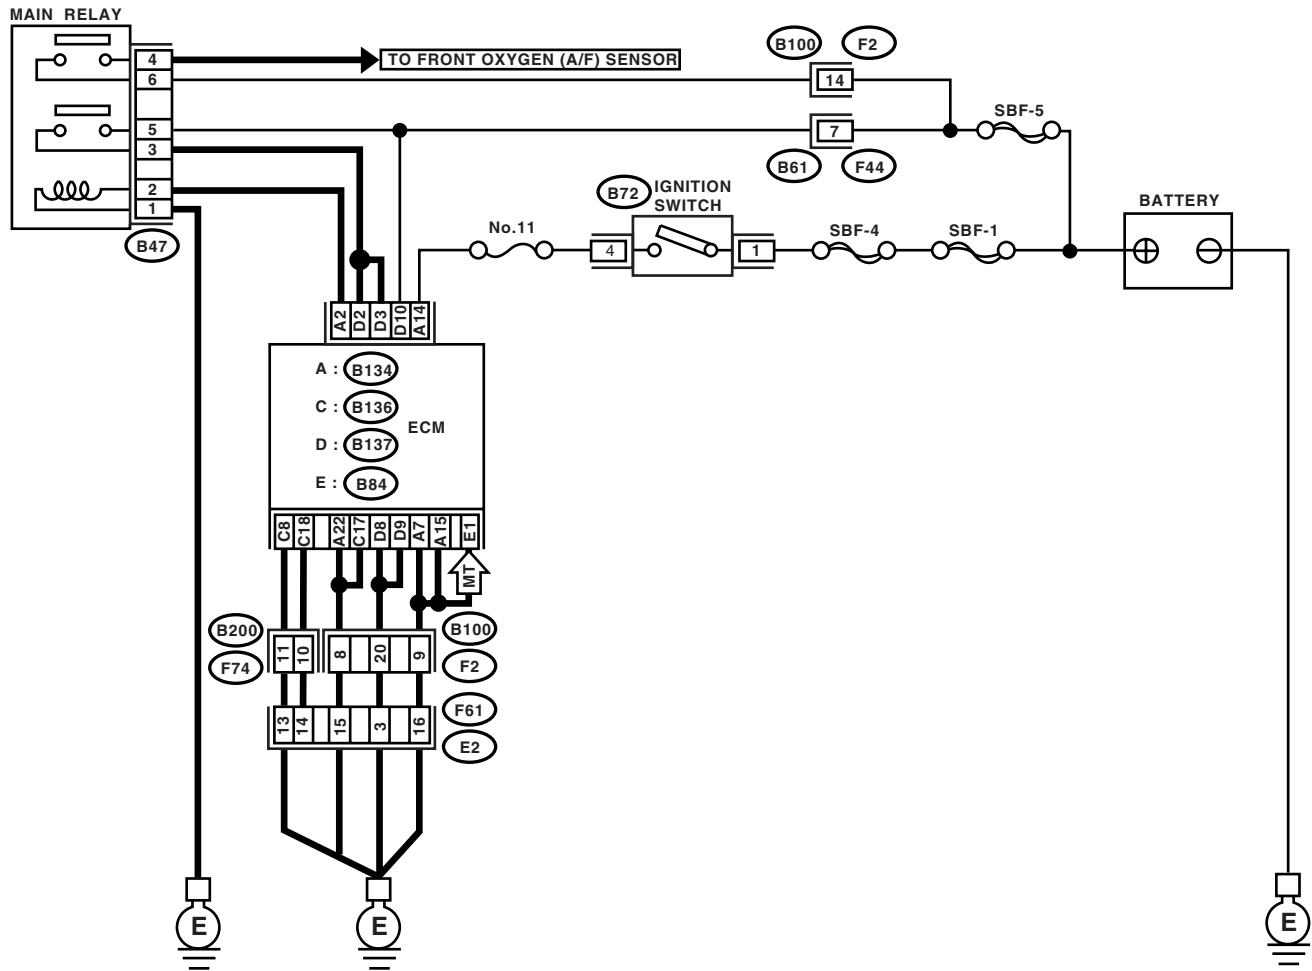 MAIN RELAY
4
TO FRONT OXYGEN (A/F) SENSOR
6
5
3
2
1
B47
B100
F2
14
7
B61
F44
SBF-5
B72
IGNITION
SWITCH
No.11
4
1
SBF-4
SBF-1
BATTERY
A2
D2
D3
D10
A14
A : B134
C : B136
D : B137
E : B84
ECM
C8
C18
A22
C17
D8
D9
A7
A15
E1
MT
B200
F74
11
10
8
20
9
B100
F2
13
14
15
3
16
F61
E2
E
E
E